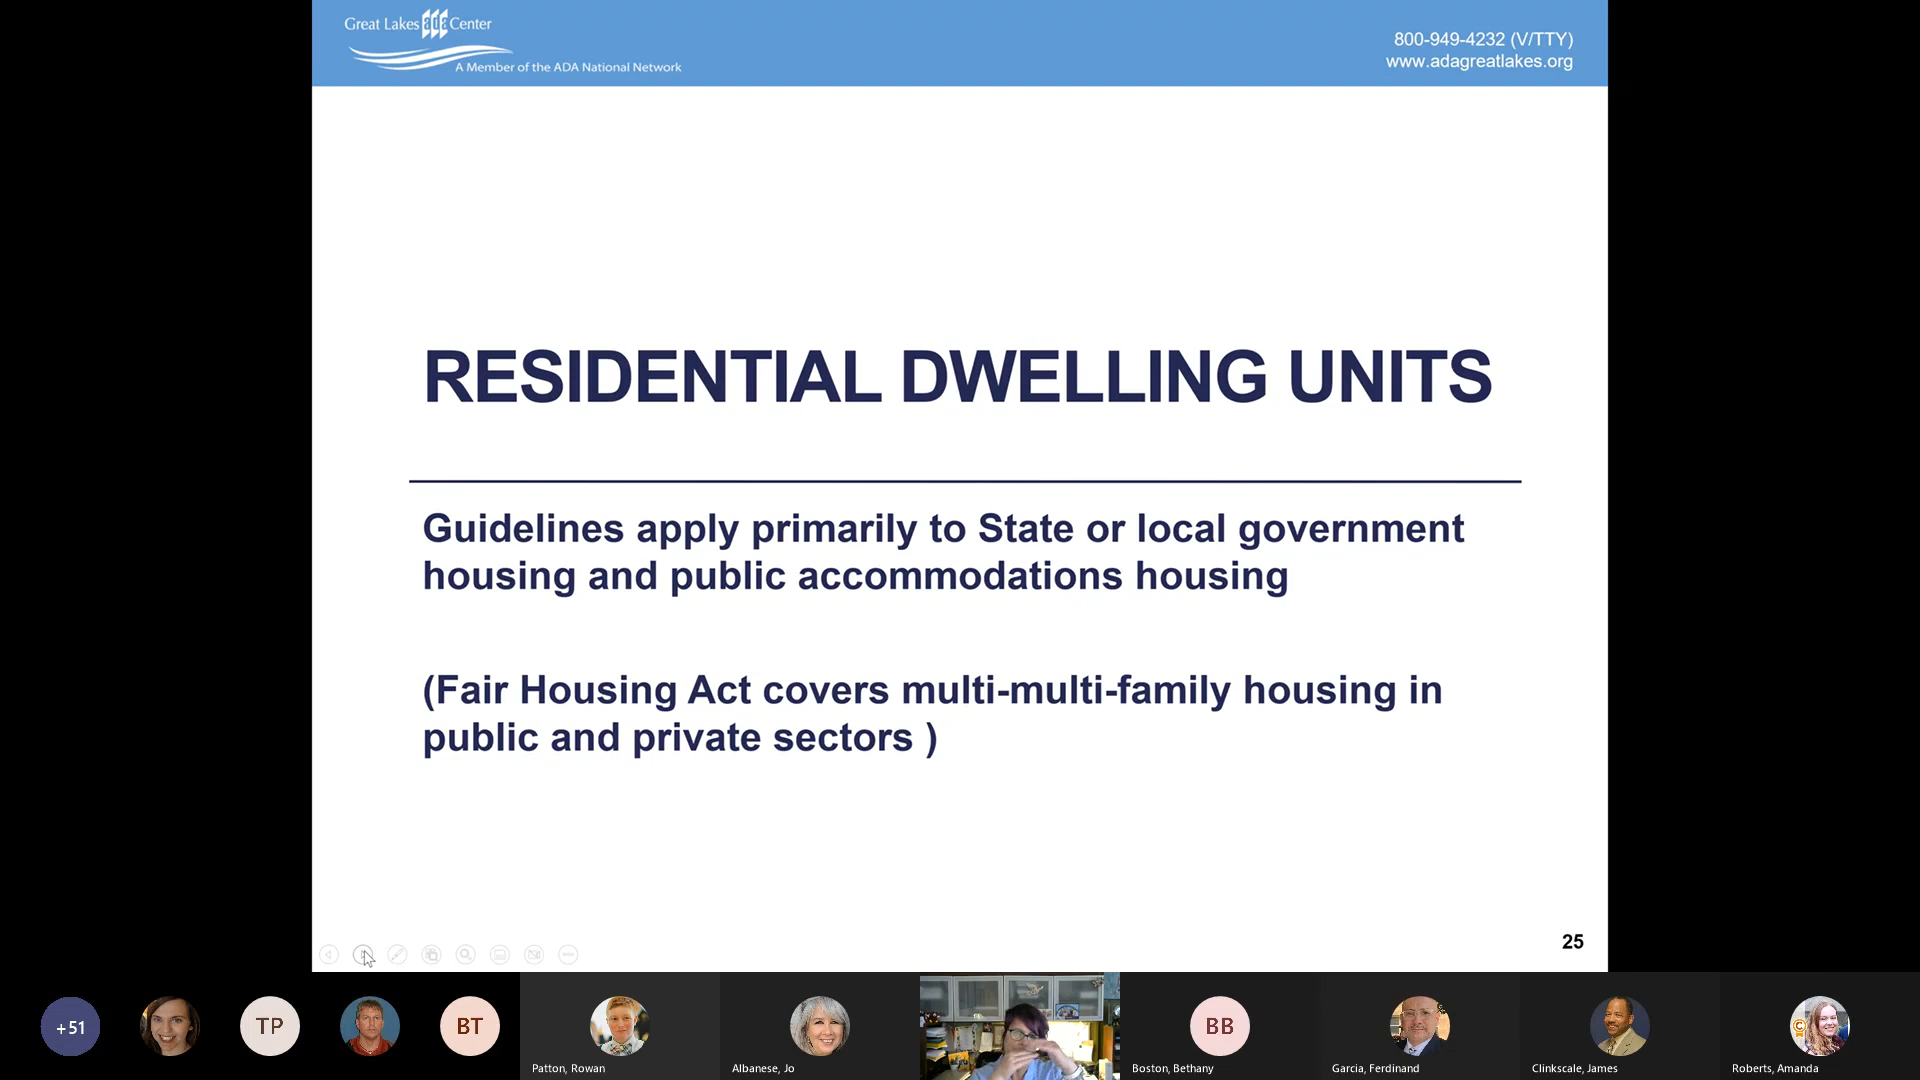 Great Lakes ada Center
A Member of the ADA National Network
800-949-4232 (V/TTY)
www.adagreatlakes.org
RESIDENTIAL DWELLING UNITS
Guidelines apply primarily to State or local government
housing and public accommodations housing
(Fair Housing Act covers multi-multi-family housing in
public and private sectors )
25
+51
TP
BT
BB
Patton, Rowan
Albanese, Jo
Boston, Bethany
Garcia, Ferdinand
Clinkscale, James
Roberts, Amanda